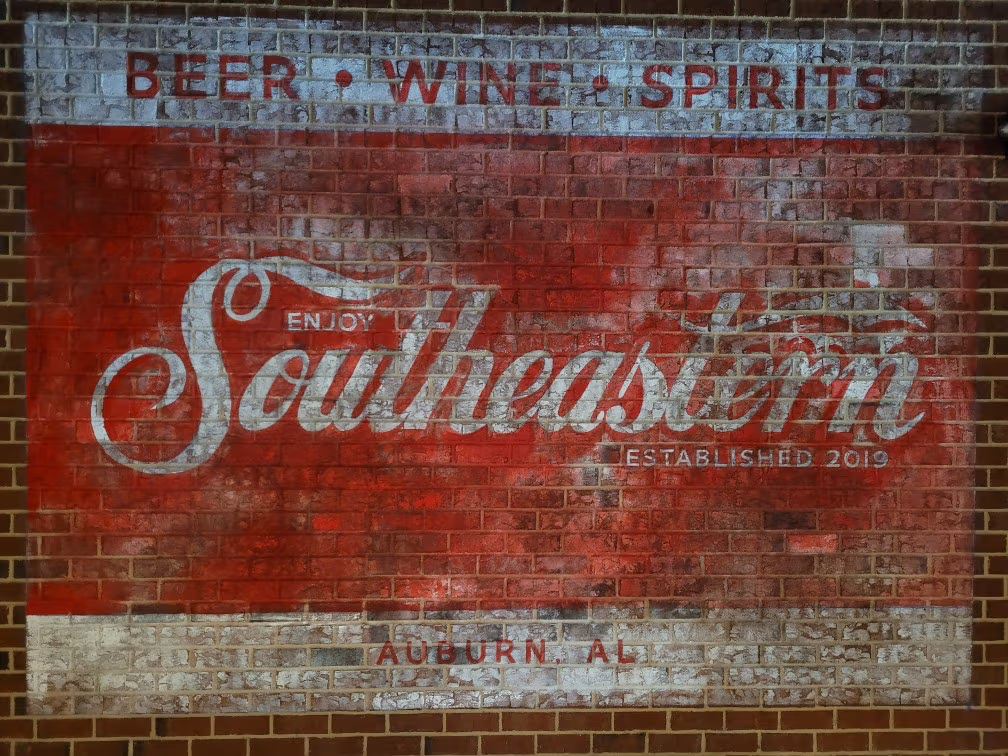 BEER • WINE • SPIRITS
ENJOY
Southeastern
ESTABLISHED 2019
AUBURN, AL